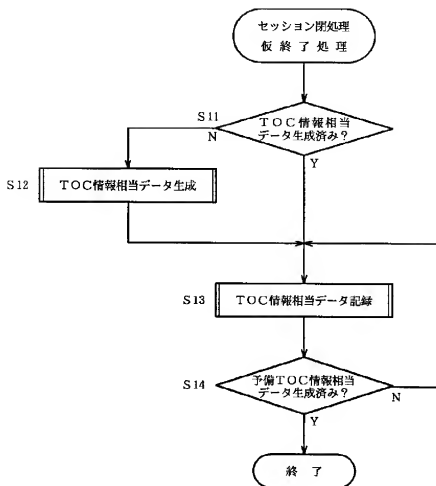 セッション閉処理
仮終了処理
S11
TOC情報相当
データ生成済み？
N
Y
S12
TOC情報相当データ生成
S13
TOC情報相当データ記録
S14
予備TOC情報相当
データ生成済み？
N
Y
終了